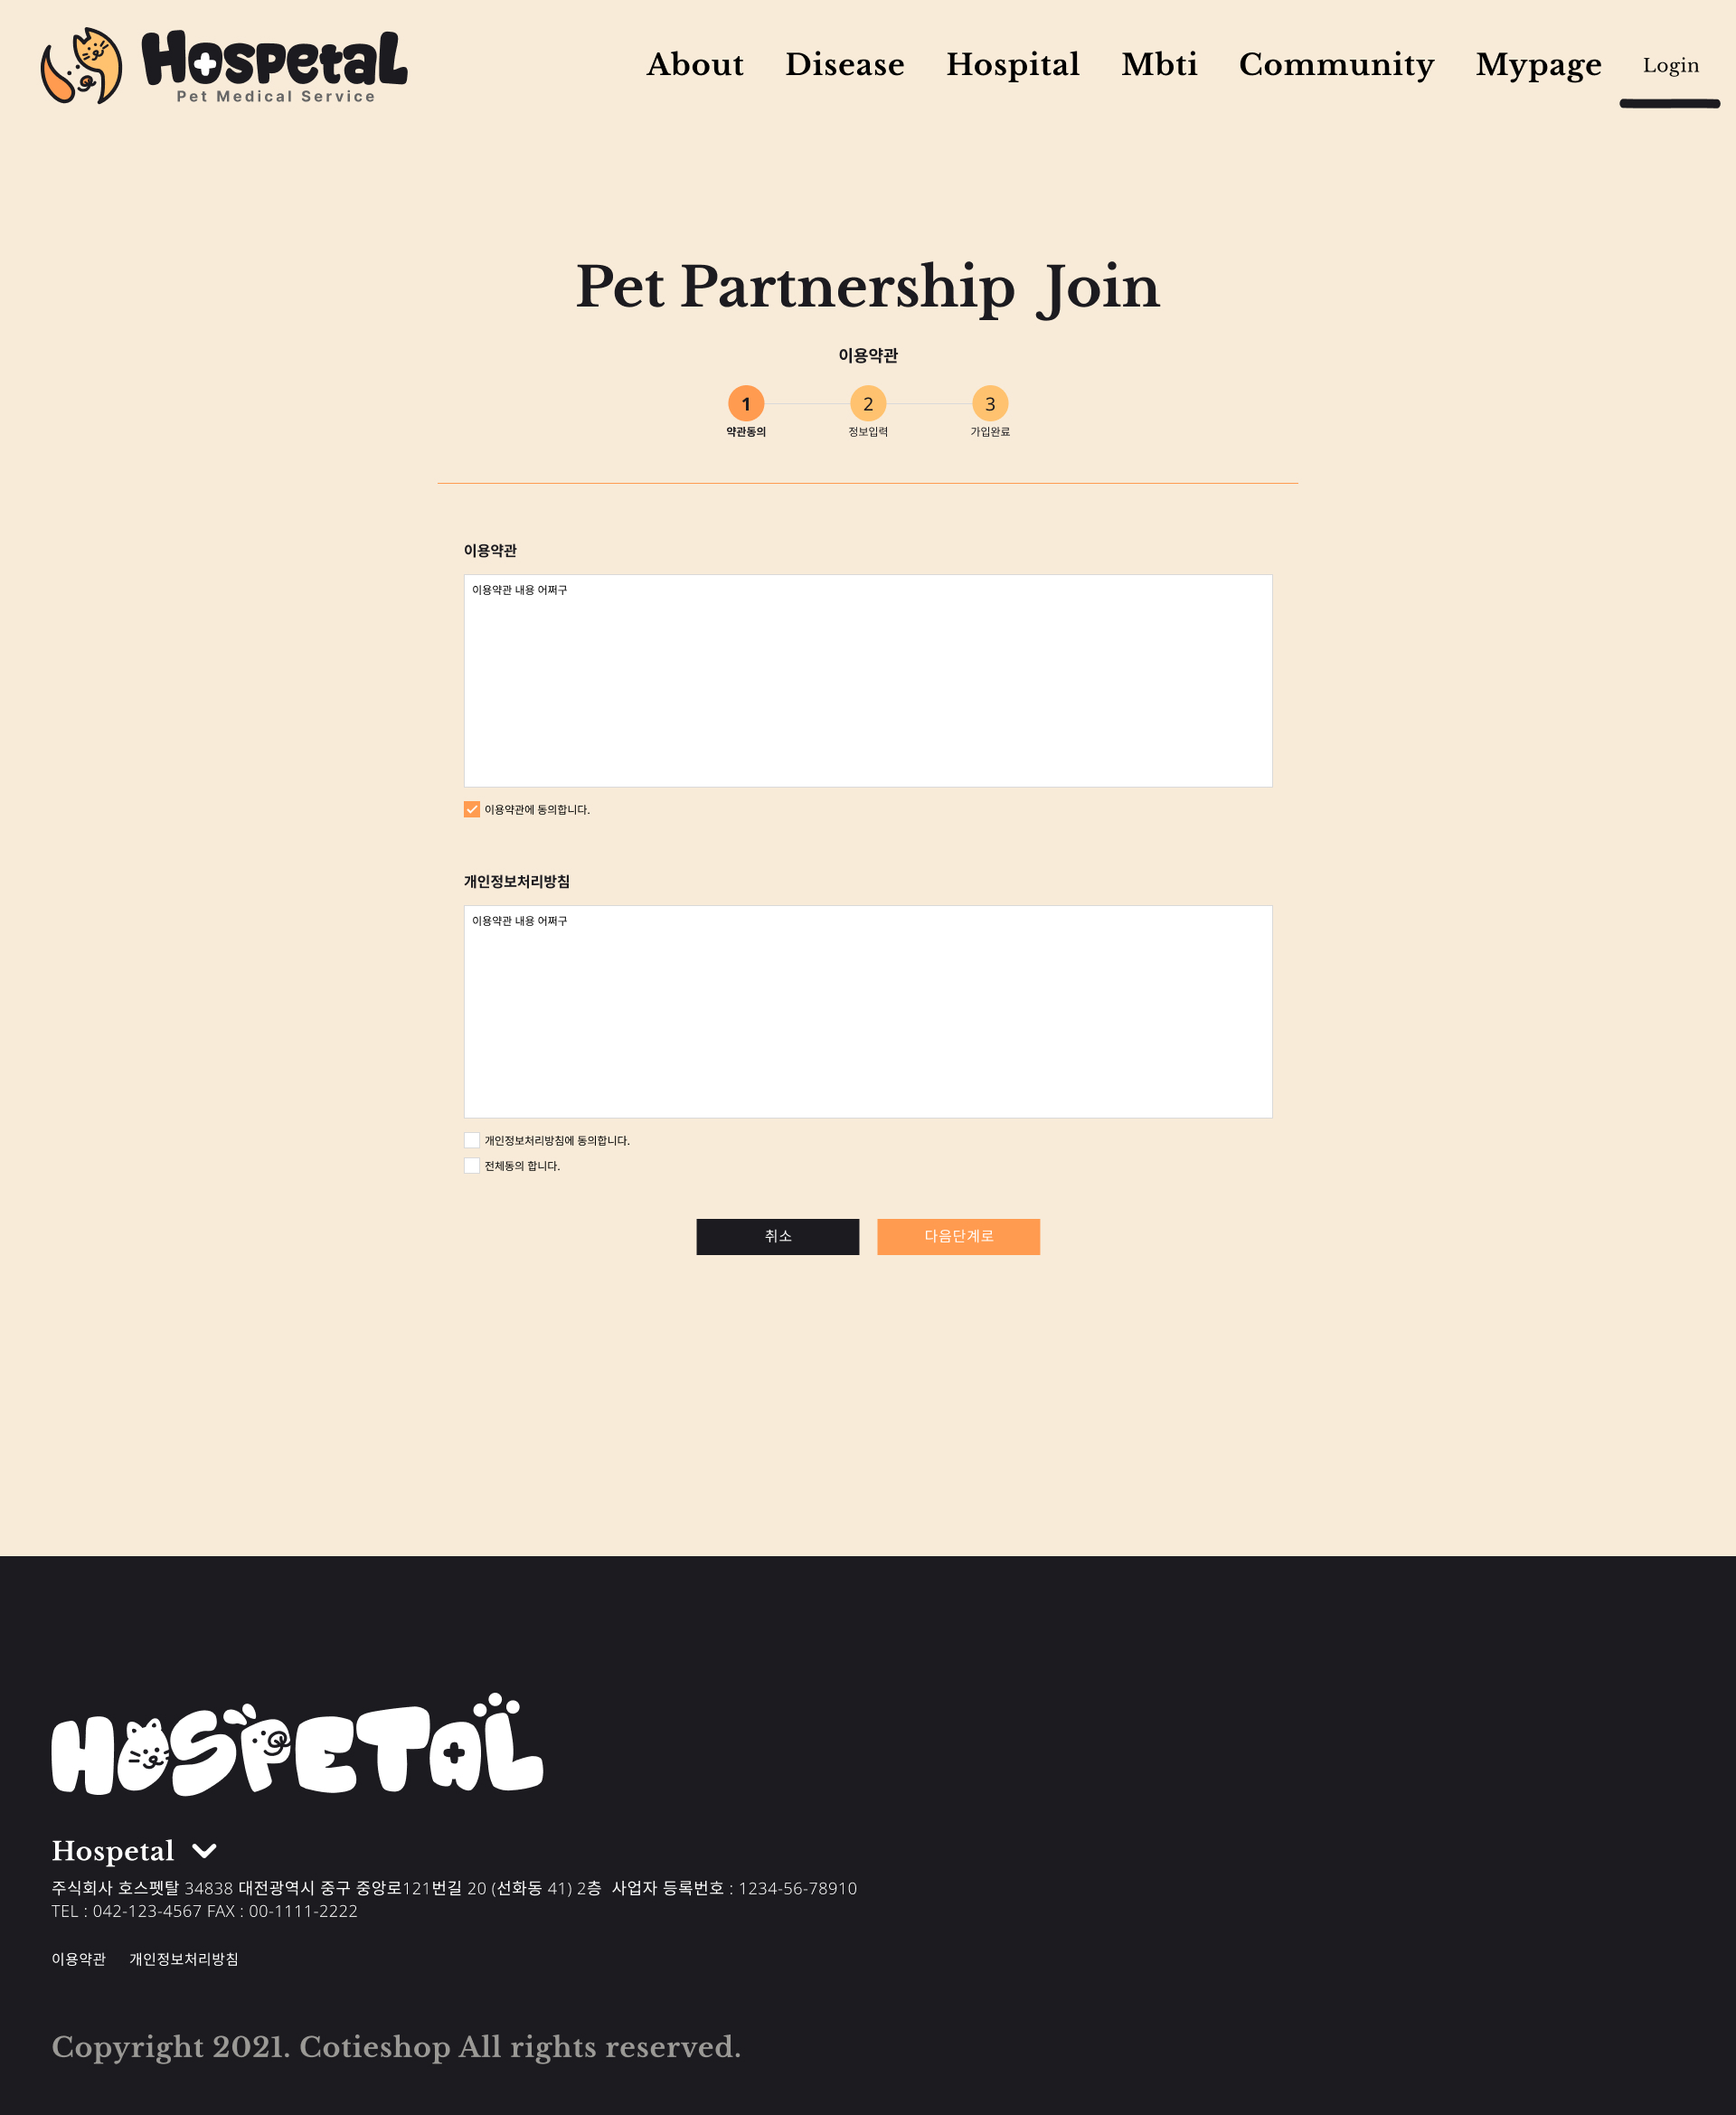 Hospetal
Pet Medical Service
About Disease Hospital Mbti Community Mypage Login
Pet Partnership Join
이용약관
1 2 3
약관동의 정보입력 가입완료
이용약관
이용약관 내용 어쩌구
이용약관에 동의합니다.
개인정보처리방침
이용약관 내용 어쩌구
개인정보처리방침에 동의합니다.
전체동의 합니다.
취소 다음단계로
HOSPETAL
Hospetal
주식회사 호스펫탈 34838 대전광역시 중구 중앙로121번길 20 (선화동 41) 2층 사업자 등록번호 : 1234-56-78910
TEL : 042-123-4567 FAX : 00-1111-2222
이용약관 개인정보처리방침
Copyright 2021. Cotieshop All rights reserved.